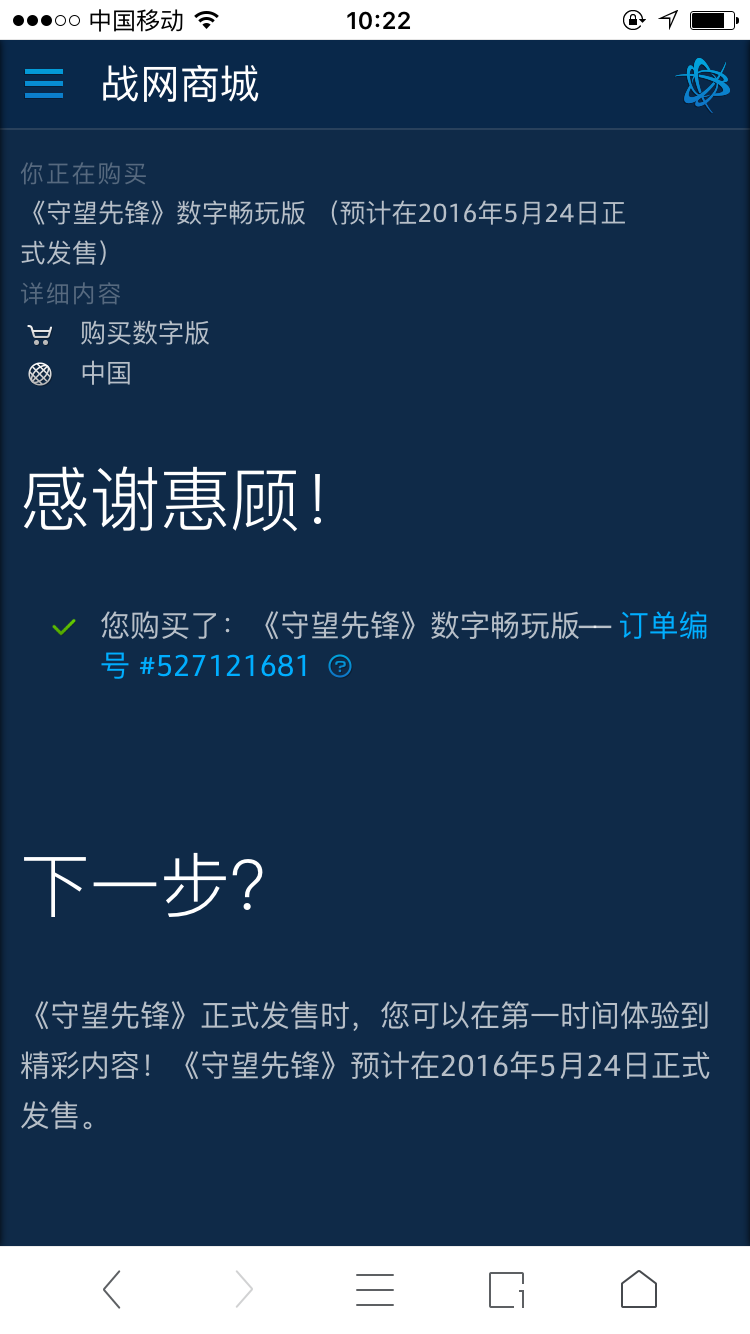 中国移动 10:22
战网商城
你正在购买
《守望先锋》数字畅玩版 （预计在2016年5月24日正
式发售）
详细内容
购买数字版
中国
感谢惠顾！
您购买了：《守望先锋》数字畅玩版— 订单编
号 #527121681 ?
下一步？
《守望先锋》正式发售时，您可以在第一时间体验到
精彩内容！《守望先锋》预计在2016年5月24日正式
发售。
1